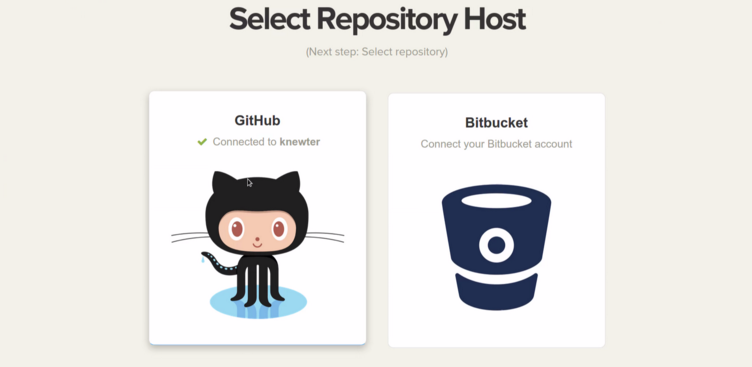 Select Repository Host
(Next step: Select repository)
GitHub
Connected to knewter
Bitbucket
Connect your Bitbucket account